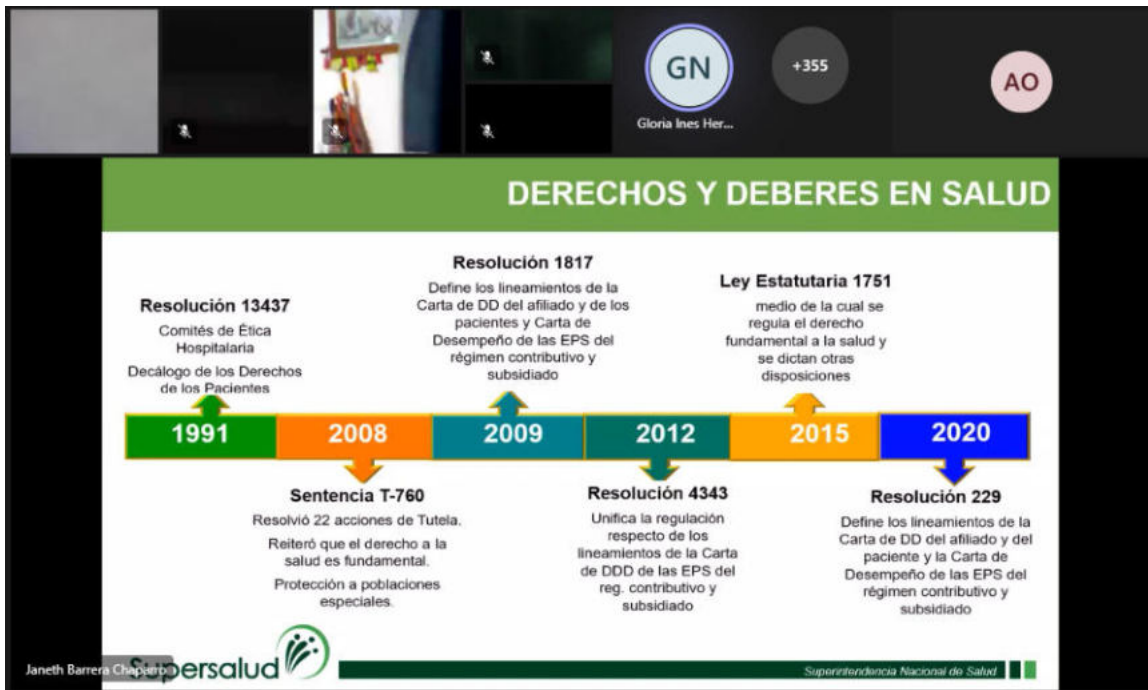 GN
+355
AO
Gloria Ines Her...
DERECHOS Y DEBERES EN SALUD
Resolución 13437
Comités de Ética
Hospitalaria
Decálogo de los Derechos
de los Pacientes
Resolución 1817
Define los lineamientos de la
Carta de DD del afiliado y de los
pacientes y Carta de
Desempeño de las EPS del
régimen contributivo y
subsidiado
Ley Estatutaria 1751
medio de la cual se
regula el derecho
fundamental a la salud y
se dictan otras
disposiciones
1991
2008
2009
2012
2015
2020
Sentencia T-760
Resolvió 22 acciones de Tutela.
Reiteró que el derecho a la
salud es fundamental.
Protección a poblaciones
especiales.
Resolución 4343
Unifica la regulación
respecto de los
lineamientos de la Carta
de DDD de las EPS del
reg. contributivo y
subsidiado
Resolución 229
Define los lineamientos de la
Carta de DD del afiliado y del
paciente y la Carta de
Desempeño de las EPS del
régimen contributivo y
subsidiado
Janeth Barrera Chaparro
Supersalud
Superintendencia Nacional de Salud